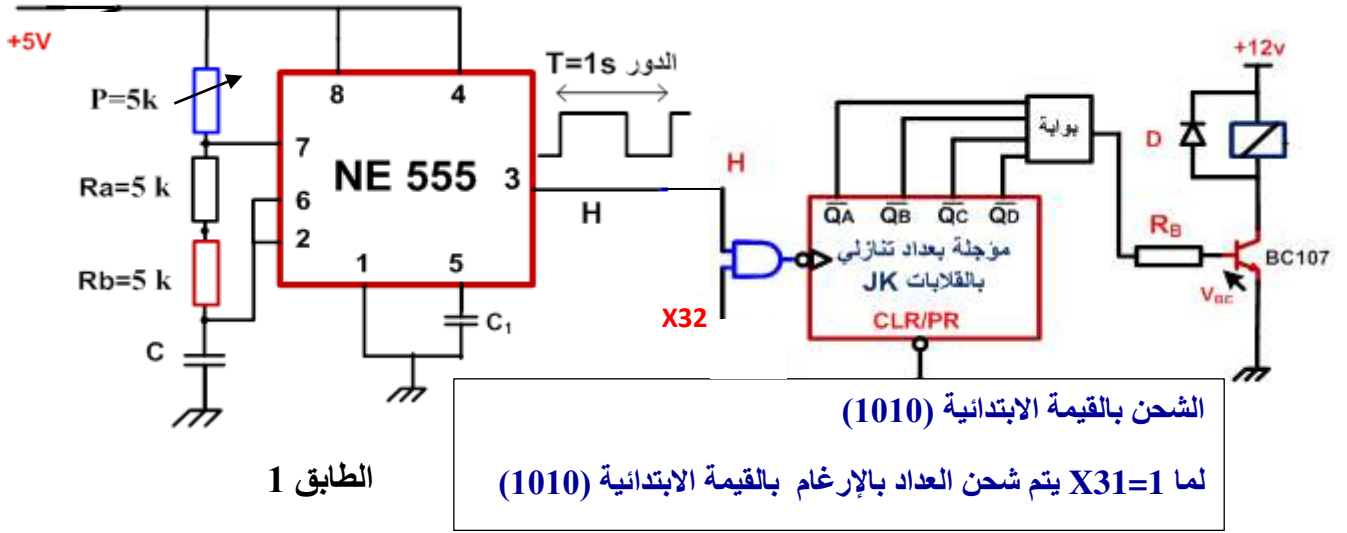 +5V
P=5k
Ra=5 k
Rb=5 k
C
8
4
7
6
2
NE 555
3
1
5
C1
T=1s الدور
H
H
X32
Q̅A Q̅B Q̅C Q̅D
مؤجلة بعداد تنازلي
بالقلابات JK
CLR/PR
بوابة
RB
D
+12v
BC107
الشحن بالقيمة الابتدائية (1010)
لما X31=1 يتم شحن العداد بالإرغام بالقيمة الابتدائية (1010)
الطابق 1